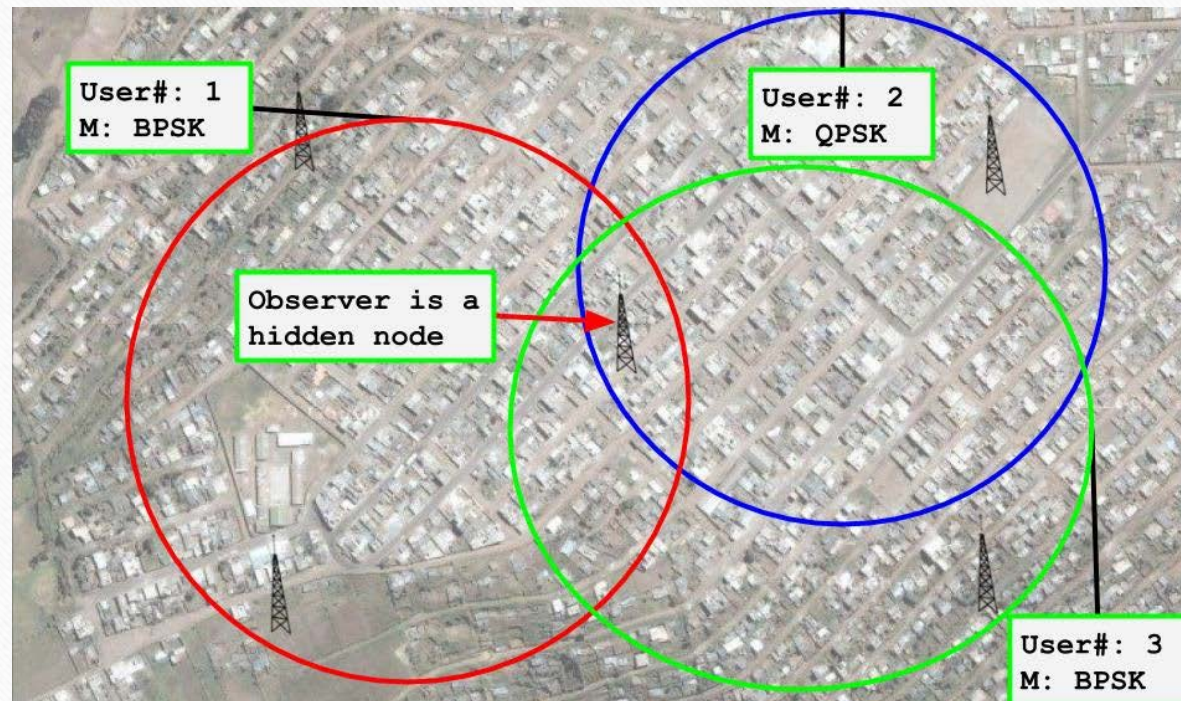 User#: 1
M: BPSK
User#: 2
M: QPSK
Observer is a
hidden node
User#: 3
M: BPSK